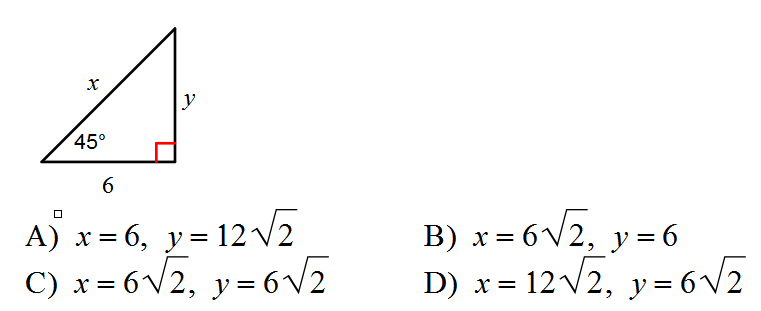 x
y
45°
6
A) x = 6, y = 12√2
B) x = 6√2, y = 6
C) x = 6√2, y = 6√2
D) x = 12√2, y = 6√2